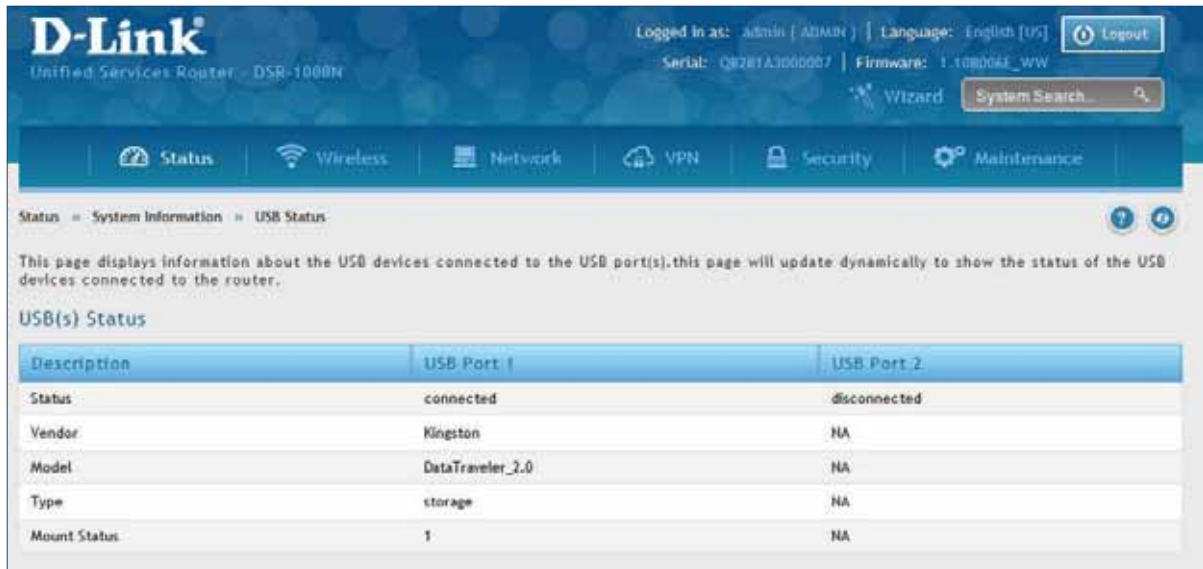 D-Link
Unified Services Router - DSR-1000N
Logged in as: admin ( ADMIN ) | Language: English [US]
Logout
Serial: QB2B1A3000007 | Firmware: 1.10B006E_WW
Wizard
System Search...
Status
Wireless
Network
VPN
Security
Maintenance
Status » System Information » USB Status
This page displays information about the USB devices connected to the USB port(s).this page will update dynamically to show the status of the USB
devices connected to the router.
USB(s) Status
Description USB Port 1 USB Port 2
Status connected disconnected
Vendor Kingston NA
Model DataTraveler_2.0 NA
Type storage NA
Mount Status 1 NA